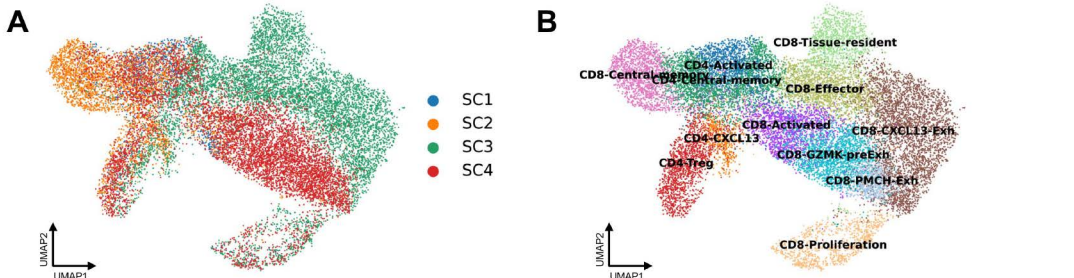 A
SC1
SC2
SC3
SC4
UMAP2
UMAP1
B
CD8-Tissue-resident
CD4-Activated
CD8-Central-memory
CD4-Central-memory
CD8-Effector
CD8-Activated
CD8-CXCL13-Exh
CD4-CXCL13
CD8-GZMK-preExh
CD4-Treg
CD8-PMCH-Exh
CD8-Proliferation
UMAP2
UMAP1